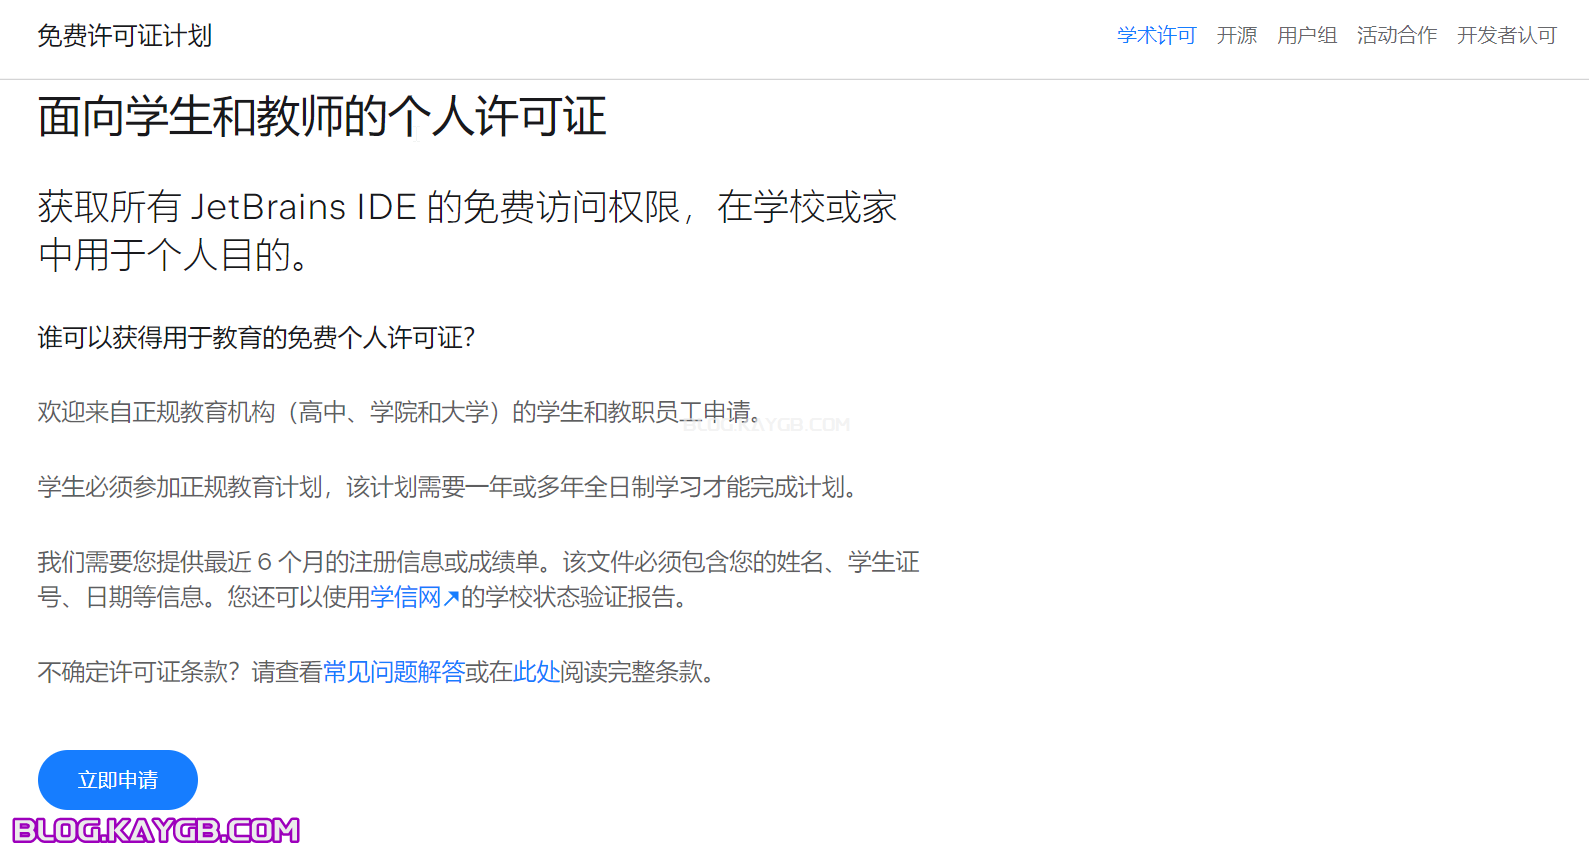 免费许可证计划
学术许可 开源 用户组 活动合作 开发者认可
面向学生和教师的个人许可证
获取所有 JetBrains IDE 的免费访问权限，在学校或家
中用于个人目的。
谁可以获得用于教育的免费个人许可证？
欢迎来自正规教育机构（高中、学院和大学）的学生和教职员工申请。
BLOG.KAYGB.COM
学生必须参加正规教育计划，该计划需要一年或多年全日制学习才能完成计划。
我们需要您提供最近 6 个月的注册信息或成绩单。该文件必须包含您的姓名、学生证
号、日期等信息。您还可以使用学信网↗的学校状态验证报告。
不确定许可证条款？请查看常见问题解答或在此处阅读完整条款。
立即申请
BLOG.KAYGB.COM